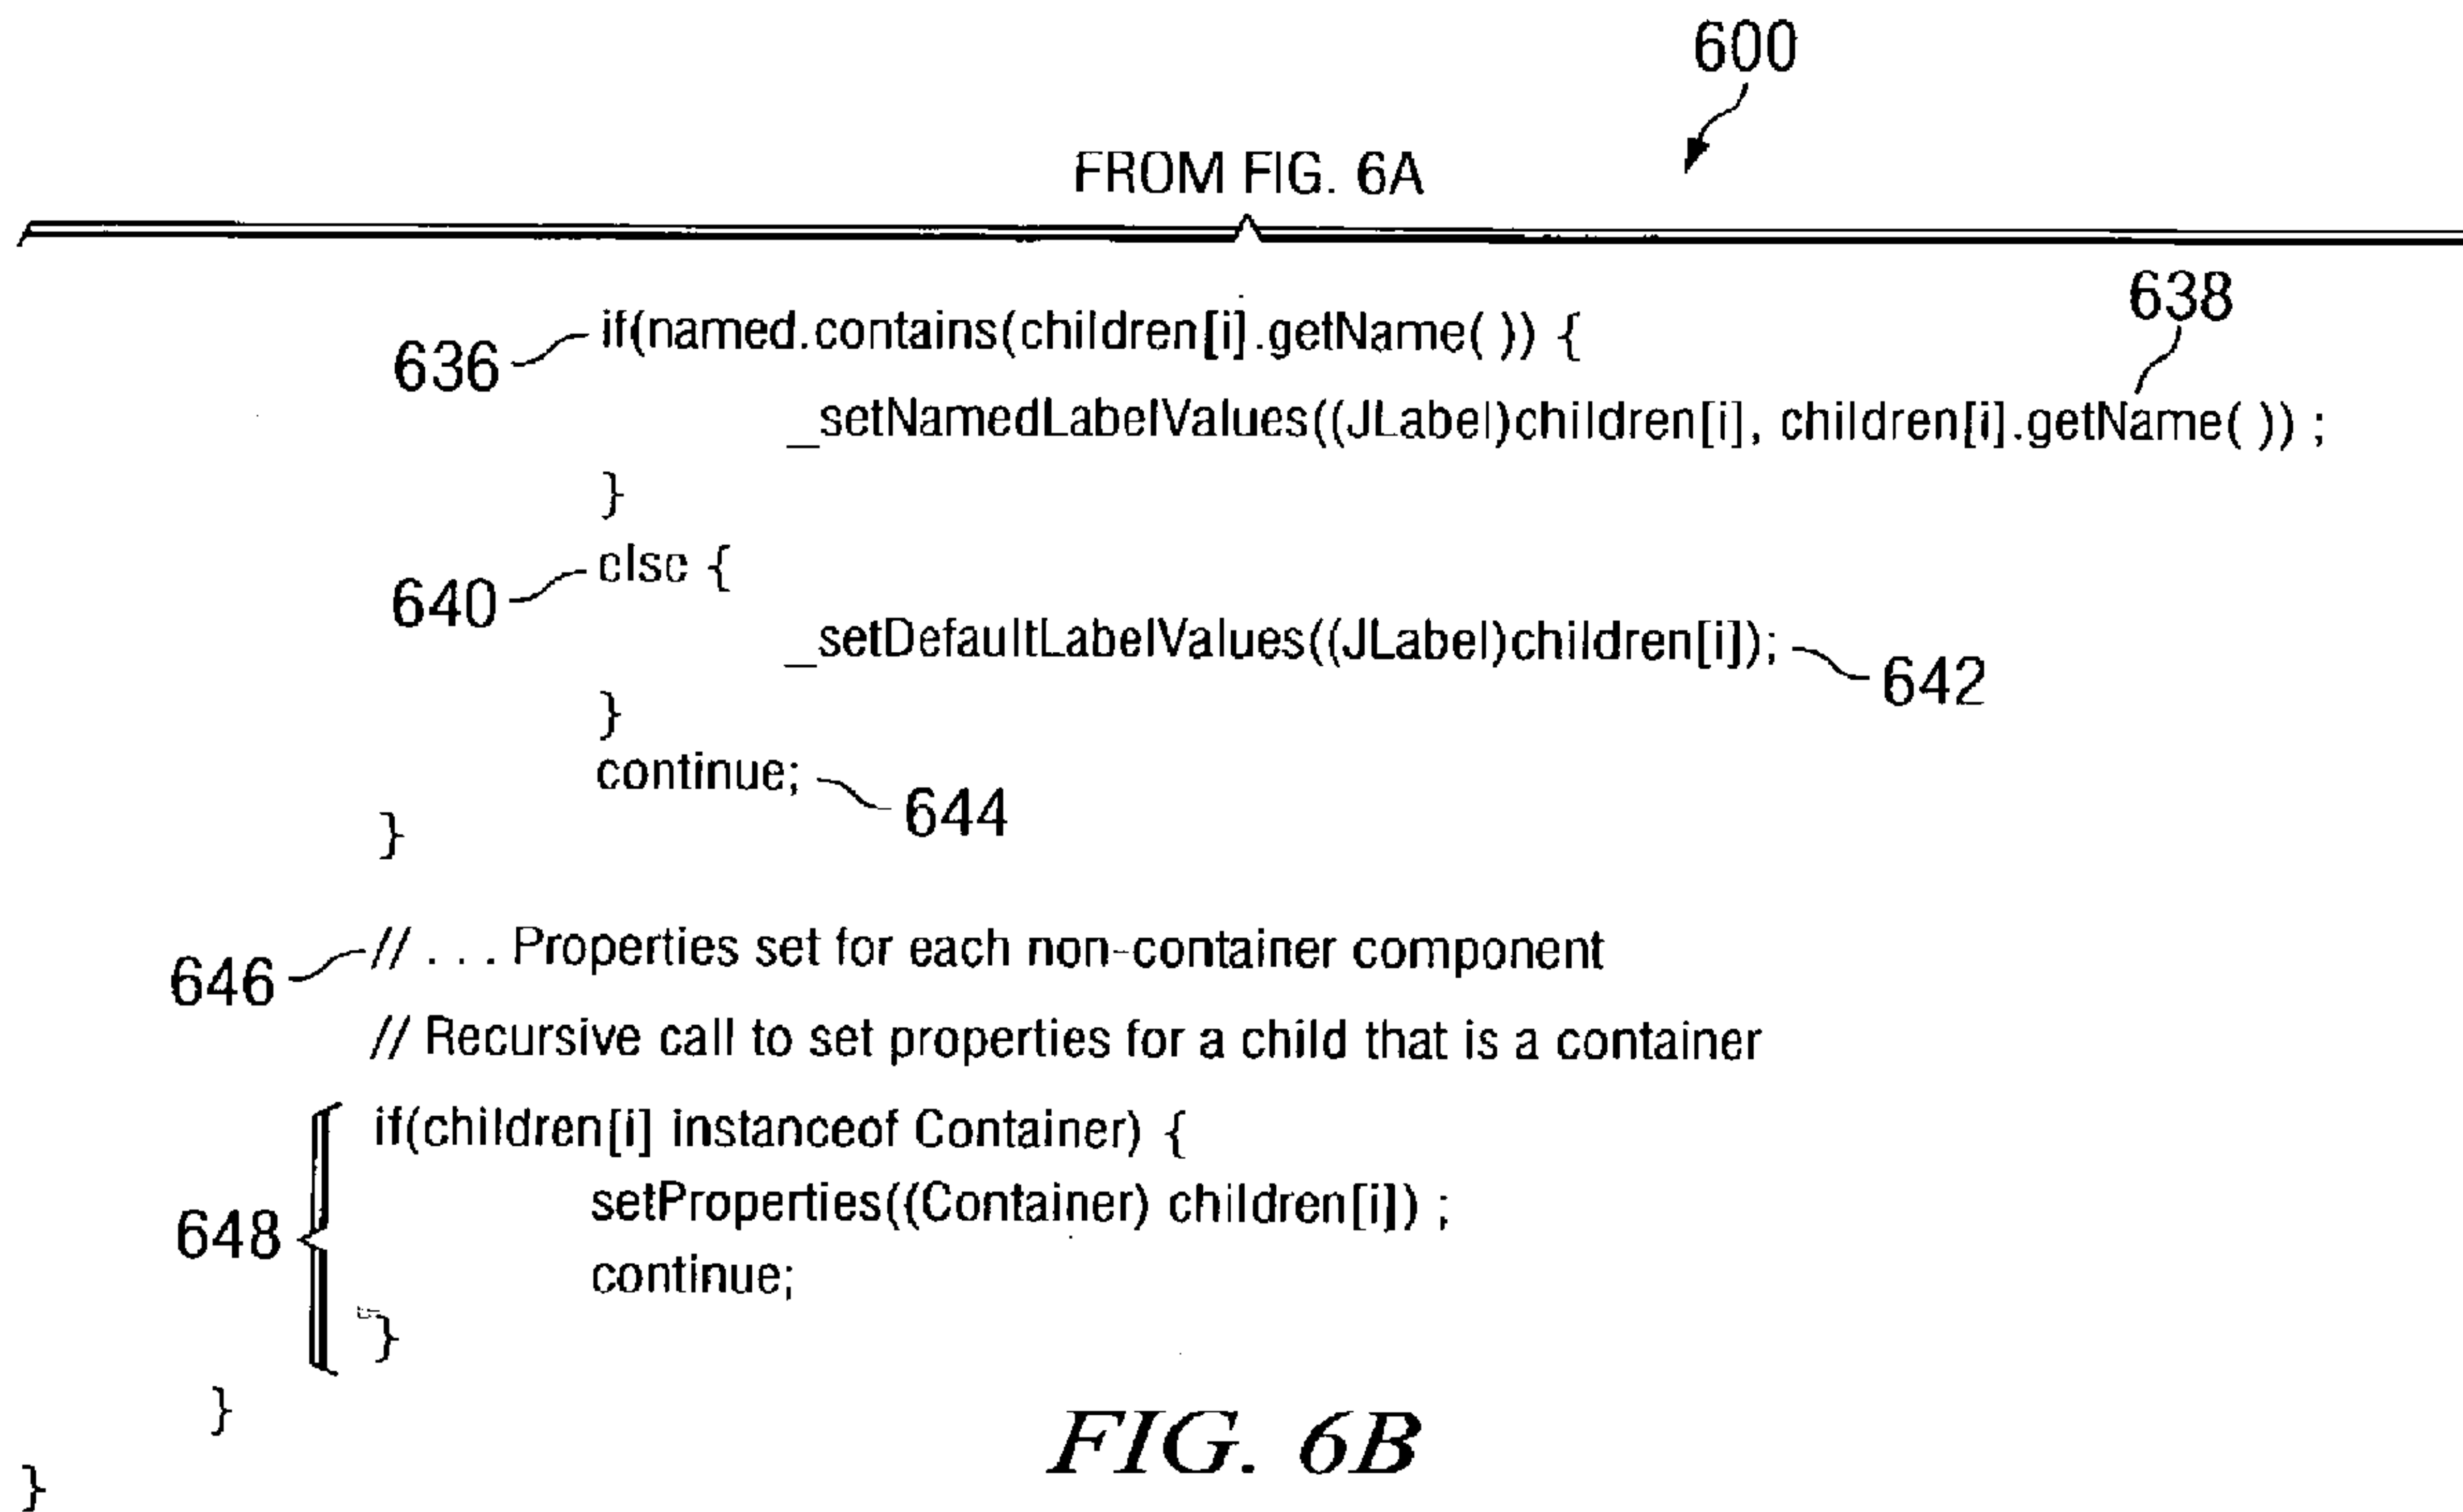 600
FROM FIG. 6A
638
636 if(named.contains(children[i].getName( )) {
_setNamedLabelValues((JLabel)children[i], children[i].getName( )) ;
}
640 else {
_setDefaultLabelValues((JLabel)children[i]); 642
}
continue; 644
}
646 // . . . Properties set for each non-container component
// Recursive call to set properties for a child that is a container
648 if(children[i] instanceof Container) {
setProperties((Container) children[i]) ;
continue;
}
}
}
FIG. 6B